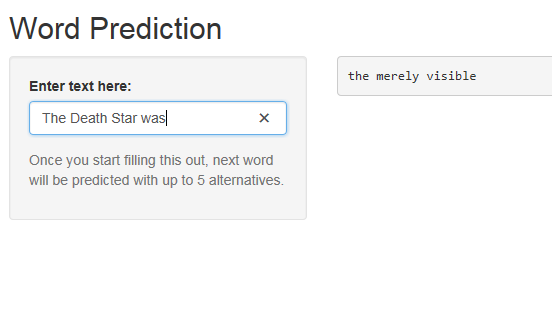 Word Prediction
Enter text here:
The Death Star was
Once you start filling this out, next word
will be predicted with up to 5 alternatives.
the merely visible